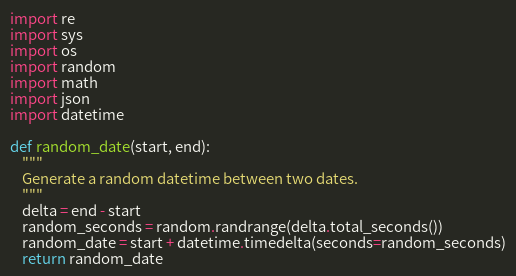 import re
import sys
import os
import random
import math
import json
import datetime

def random_date(start, end):
    """
    Generate a random datetime between two dates.
    """
    delta = end - start
    random_seconds = random.randrange(delta.total_seconds())
    random_date = start + datetime.timedelta(seconds=random_seconds)
    return random_date